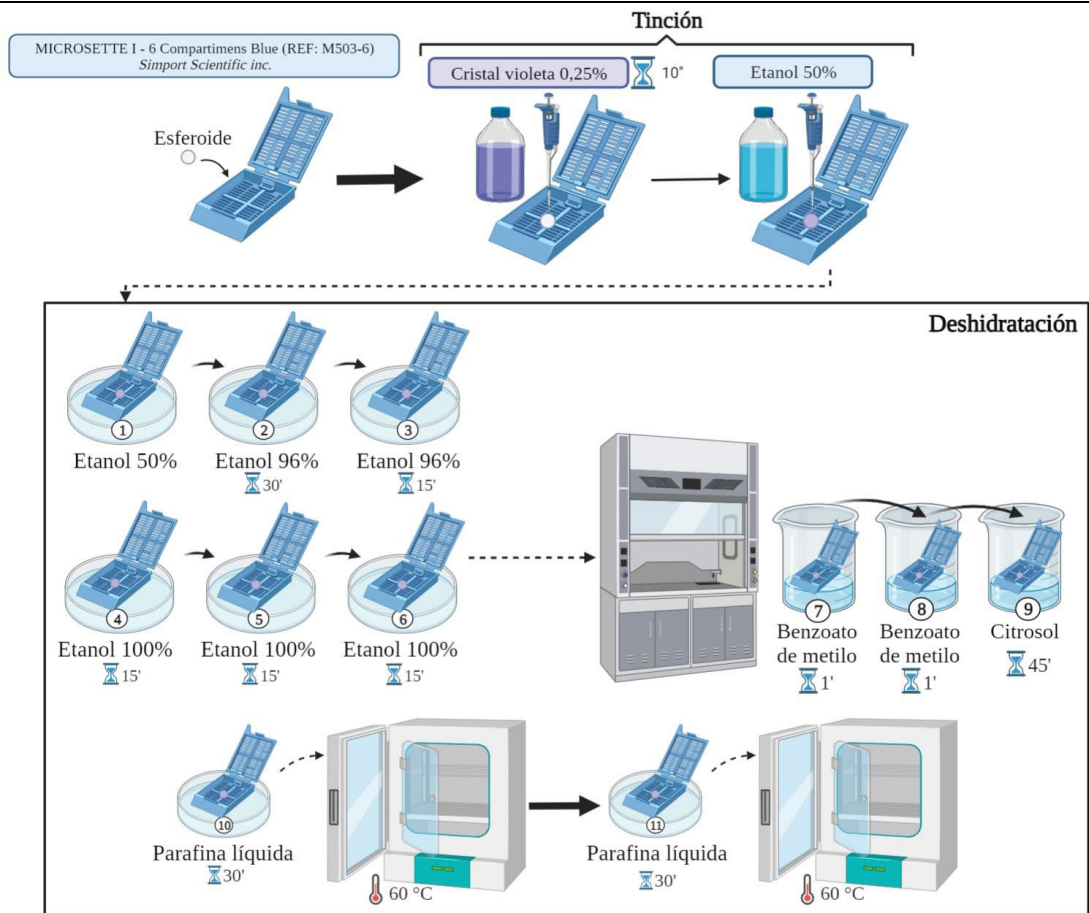 Tinción
MICROSETTE I - 6 Compartimens Blue (REF: M503-6)
Simport Scientific inc.
Cristal violeta 0,25%
10"
Etanol 50%
Esferoide
Deshidratación
1
2
3
Etanol 50%
Etanol 96%
Etanol 96%
30'
15'
4
5
6
Etanol 100%
Etanol 100%
Etanol 100%
15'
15'
15'
7
8
9
Benzoato
de metilo
Benzoato
de metilo
Citrosol
1'
1'
45'
10
11
Parafina líquida
Parafina líquida
30'
30'
60 °C
60 °C